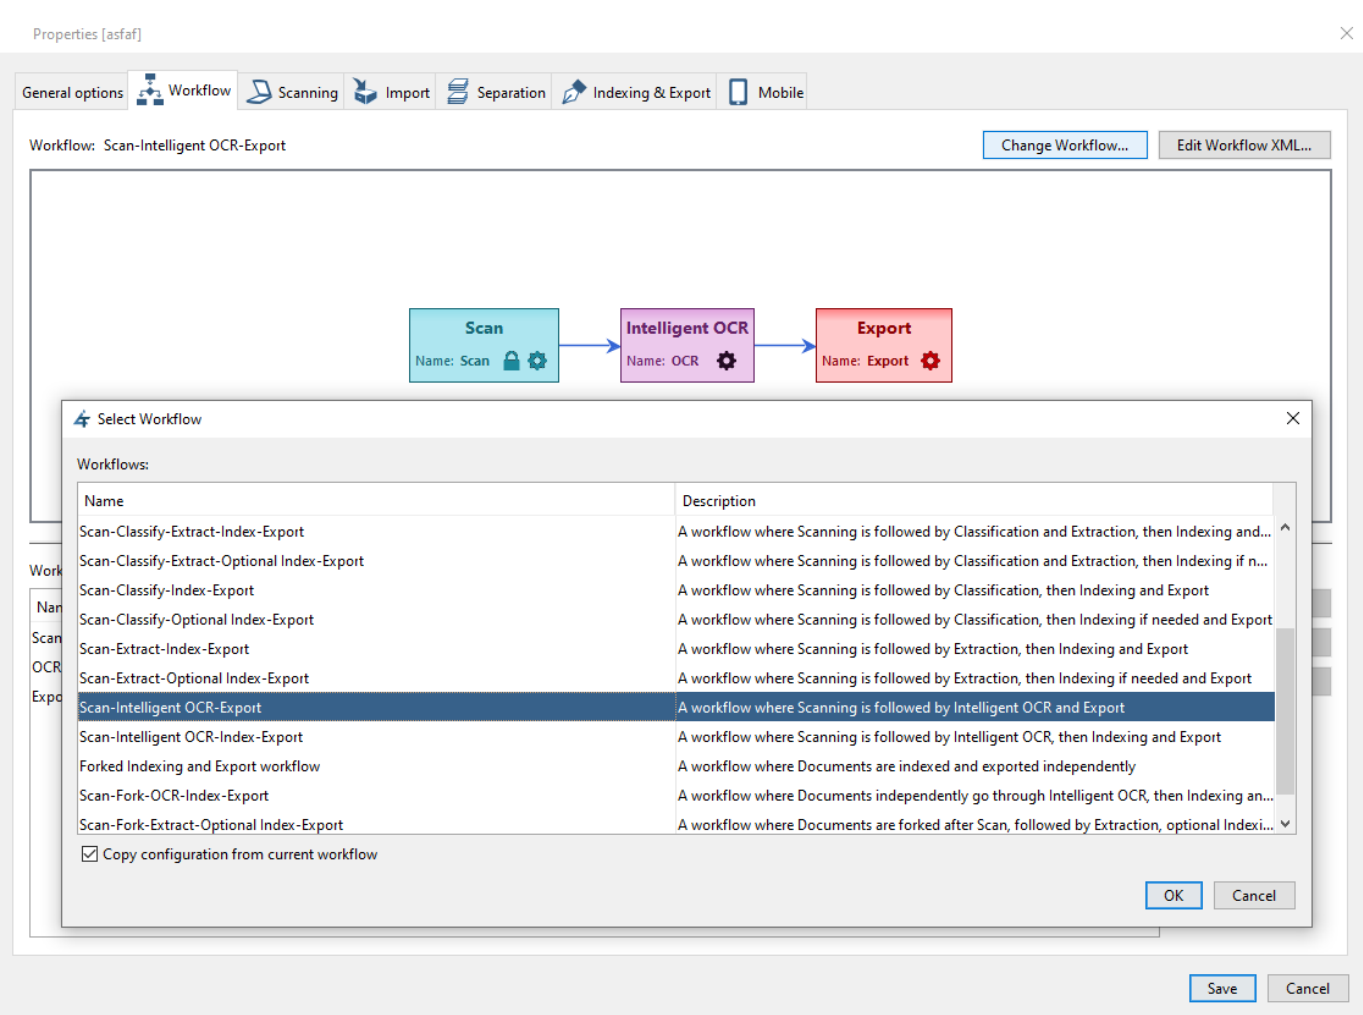 Properties [asfaf]
General options Workflow Scanning Import Separation Indexing & Export Mobile
Workflow: Scan-Intelligent OCR-Export Change Workflow... Edit Workflow XML...
Scan Intelligent OCR Export
Name: Scan Name: OCR Name: Export
Select Workflow
Workflows:
Name Description
Scan-Classify-Extract-Index-Export A workflow where Scanning is followed by Classification and Extraction, then Indexing and...
Scan-Classify-Extract-Optional Index-Export A workflow where Scanning is followed by Classification and Extraction, then Indexing if n...
Scan-Classify-Index-Export A workflow where Scanning is followed by Classification, then Indexing and Export
Scan-Classify-Optional Index-Export A workflow where Scanning is followed by Classification, then Indexing if needed and Export
Scan-Extract-Index-Export A workflow where Scanning is followed by Extraction, then Indexing and Export
Scan-Extract-Optional Index-Export A workflow where Scanning is followed by Extraction, then Indexing if needed and Export
Scan-Intelligent OCR-Export A workflow where Scanning is followed by Intelligent OCR and Export
Scan-Intelligent OCR-Index-Export A workflow where Scanning is followed by Intelligent OCR, then Indexing and Export
Forked Indexing and Export workflow A workflow where Documents are indexed and exported independently
Scan-Fork-OCR-Index-Export A workflow where Documents independently go through Intelligent OCR, then Indexing an...
Scan-Fork-Extract-Optional Index-Export A workflow where Documents are forked after Scan, followed by Extraction, optional Indexi...
Copy configuration from current workflow
OK Cancel
Work
Nan
Scan
OCR
Expo
Save Cancel